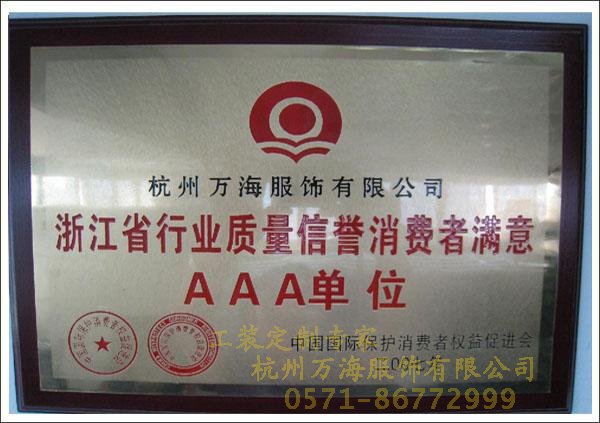 杭州万海服饰有限公司
浙江省行业质量信誉消费者满意
AAA单位
工装定制专家
中国国际保护消费者权益促进会
杭州万海服饰有限公司
0571-86772999